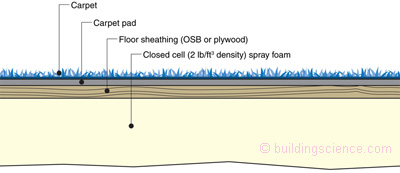 Carpet
Carpet pad
Floor sheathing (OSB or plywood)
Closed cell (2 lb/ft³ density) spray foam
© buildingscience.com